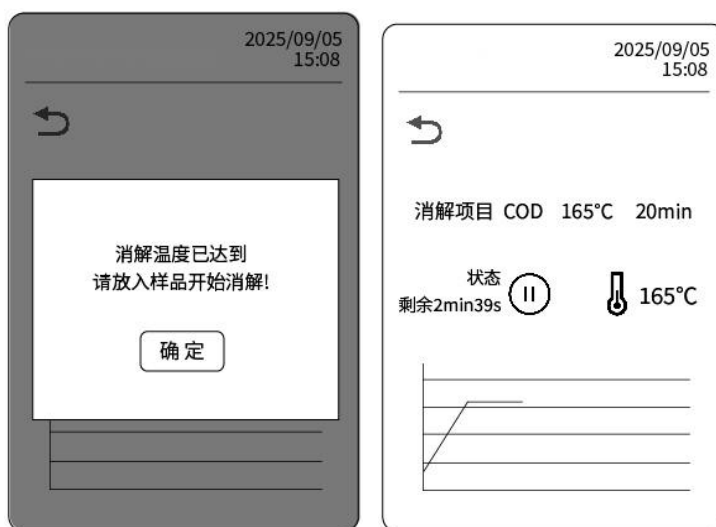 2025/09/05
15:08
消解温度已达到
请放入样品开始消解!
确定
2025/09/05
15:08
消解项目 COD 165℃ 20min
状态
剩余2min39s
165℃